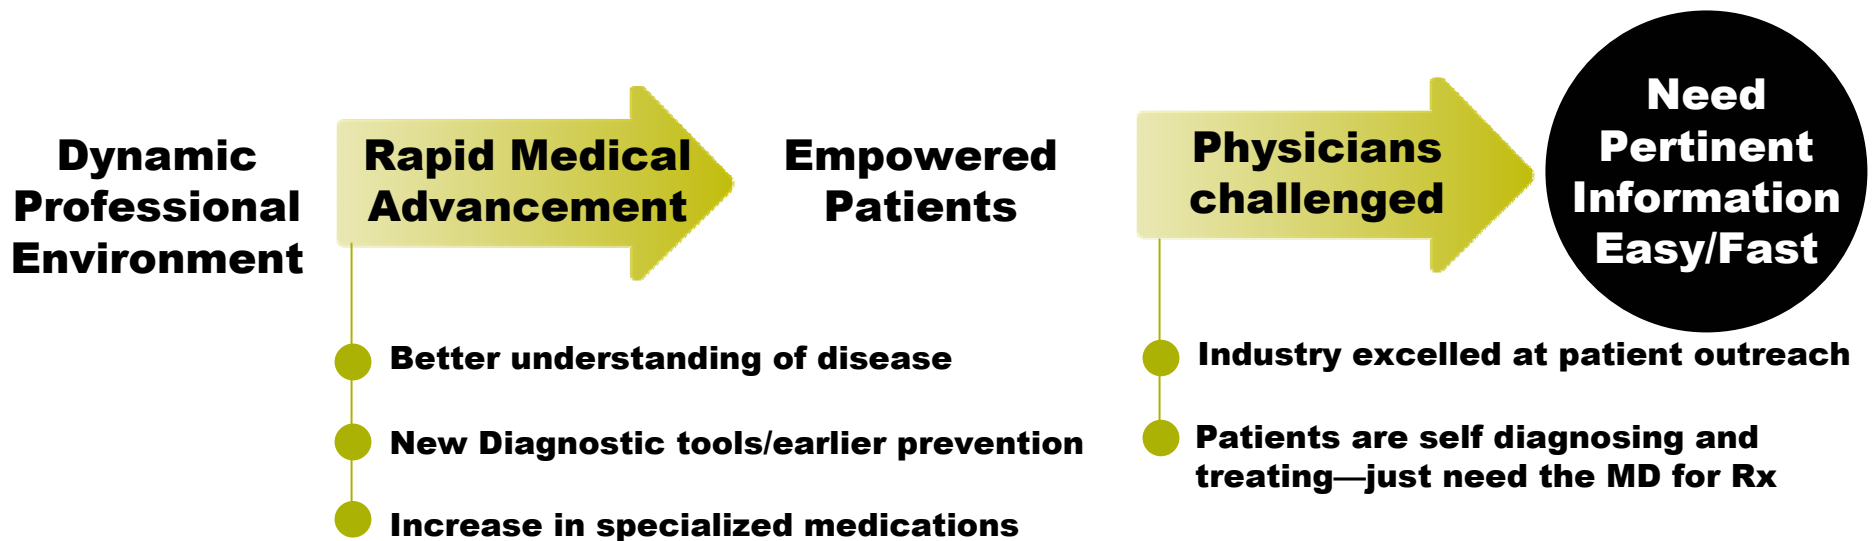 Dynamic
Professional
Environment
Rapid Medical
Advancement
Empowered
Patients
Physicians
challenged
Need
Pertinent
Information
Easy/Fast
Better understanding of disease
New Diagnostic tools/earlier prevention
Increase in specialized medications
Industry excelled at patient outreach
Patients are self diagnosing and
treating—just need the MD for Rx